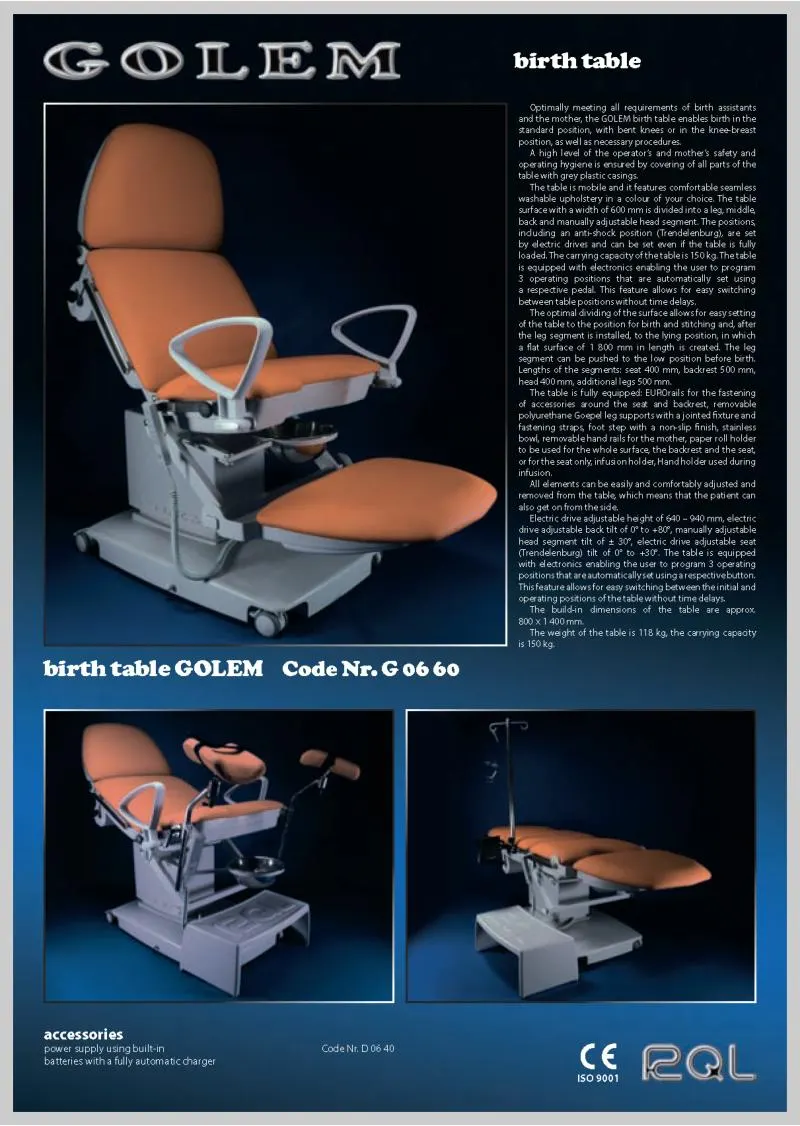 GOLEM
birth table
Optimally meeting all requirements of birth assistants
and the mother, the GOLEM birth table enables birth in the
standard position, with bent knees or in the knee-breast
position, as well as necessary procedures.
A high level of the operator's and mother's safety and
operating hygiene is ensured by covering of all parts of the
table with grey plastic casings.
The table is mobile and it features comfortable seamless
washable upholstery in a colour of your choice. The table
surface with a width of 600 mm is divided into a leg, middle,
back and manually adjustable head segment. The positions,
including an anti-shock position (Trendelenburg), are set
by electric drives and can be set even if the table is fully
loaded. The carrying capacity of the table is 150 kg. The table
is equipped with electronics enabling the user to program
3 operating positions that are automatically set using
a respective pedal. This feature allows for easy switching
between table positions without time delays.
The optimal dividing of the surface allows for easy setting
of the table to the position for birth and stitching and, after
the leg segment is installed, to the lying position, in which
a flat surface of 1 800 mm in length is created. The leg
segment can be pushed to the low position before birth.
Lengths of the segments: seat 400 mm, backrest 500 mm,
head 400 mm, additional legs 500 mm.
The table is fully equipped: EUROrails for the fastening
of accessories around the seat and backrest, removable
polyurethane Goepel leg supports with a jointed fixture and
fastening straps, foot step with a non-slip finish, stainless
bowl, removable hand rails for the mother, paper roll holder
to be used for the whole surface, the backrest and the seat,
or for the seat only, infusion holder, Hand holder used during
infusion.
All elements can be easily and comfortably adjusted and
removed from the table, which means that the patient can
also get on from the side.
Electric drive adjustable height of 640 – 940 mm, electric
drive adjustable back tilt of 0° to +80°, manually adjustable
head segment tilt of ± 30°, electric drive adjustable seat
(Trendelenburg) tilt of 0° to +30°. The table is equipped
with electronics enabling the user to program 3 operating
positions that are automatically set using a respective button.
This feature allows for easy switching between the initial and
operating positions of the table without time delays.
The build-in dimensions of the table are approx.
800 × 1 400 mm.
The weight of the table is 118 kg, the carrying capacity
is 150 kg.
birth table GOLEM Code Nr. G 06 60
accessories
power supply using built-in
batteries with a fully automatic charger
Code Nr. D 06 40
CE
ISO 9001
RQL